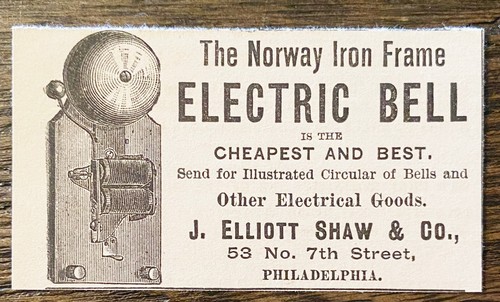 The Norway Iron Frame
ELECTRIC BELL
IS THE
CHEAPEST AND BEST.
Send for Illustrated Circular of Bells and
Other Electrical Goods.
J. ELLIOTT SHAW & CO.,
53 No. 7th Street,
PHILADELPHIA.